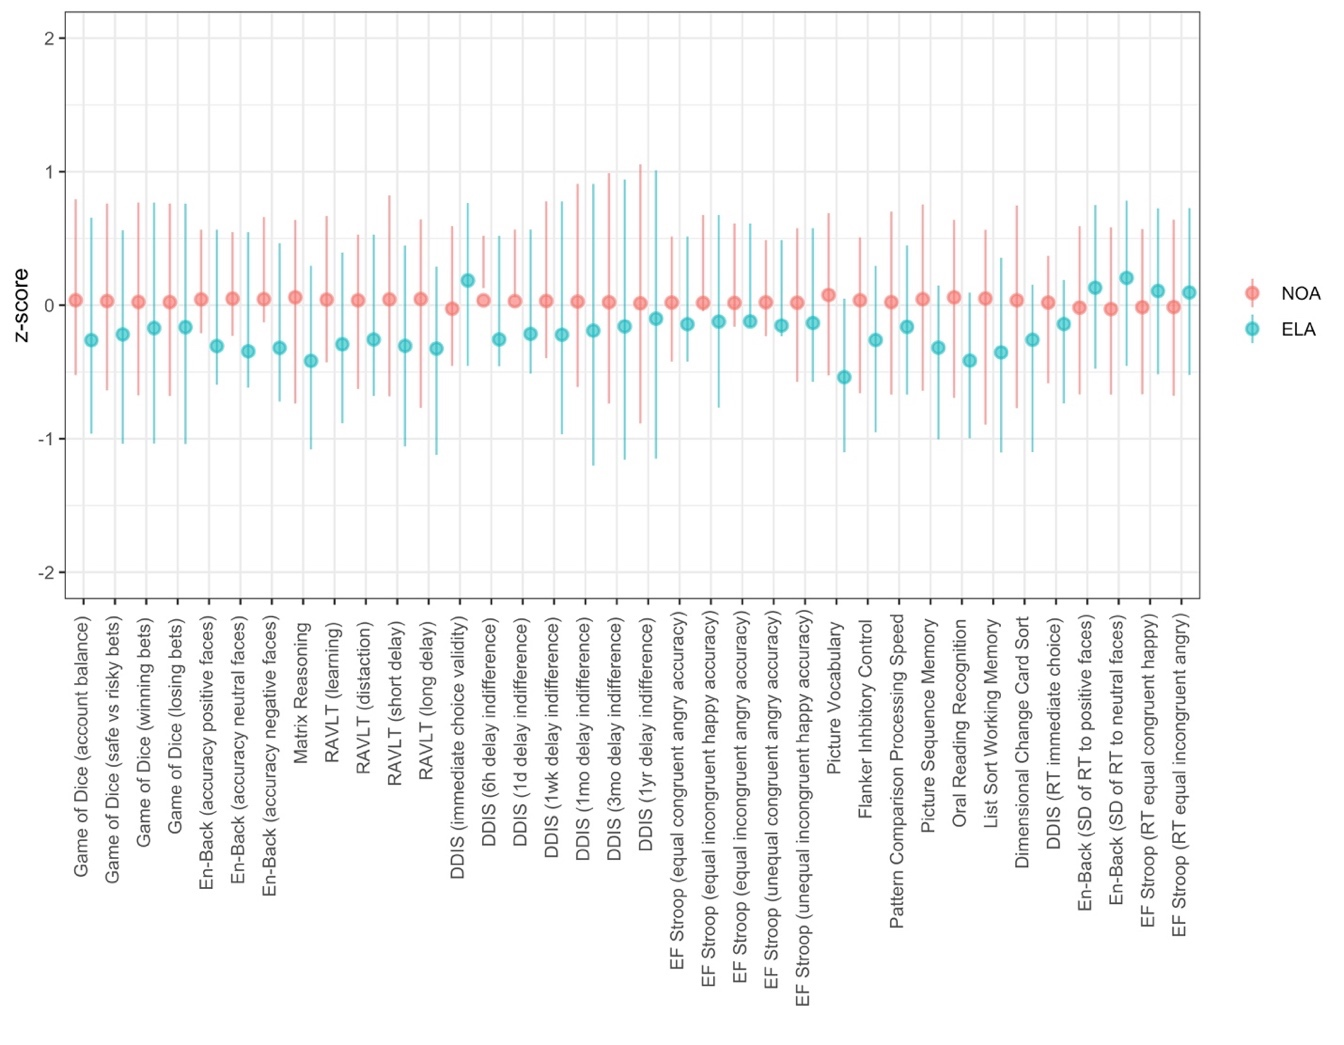 2
1
0
-1
-2
z-score
NOA
ELA
Game of Dice (account balance)
Game of Dice (safe vs risky bets)
Game of Dice (winning bets)
Game of Dice (losing bets)
En-Back (accuracy positive faces)
En-Back (accuracy neutral faces)
En-Back (accuracy negative faces)
Matrix Reasoning
RAVLT (learning)
RAVLT (distaction)
RAVLT (short delay)
RAVLT (long delay)
DDIS (immediate choice validity)
DDIS (6h delay indifference)
DDIS (1d delay indifference)
DDIS (1wk delay indifference)
DDIS (1mo delay indifference)
DDIS (3mo delay indifference)
DDIS (1yr delay indifference)
EF Stroop (equal congruent angry accuracy)
EF Stroop (equal incongruent happy accuracy)
EF Stroop (equal incongruent angry accuracy)
EF Stroop (unequal congruent angry accuracy)
EF Stroop (unequal incongruent happy accuracy)
Picture Vocabulary
Flanker Inhbitory Control
Pattern Comparison Processing Speed
Picture Sequence Memory
Oral Reading Recognition
List Sort Working Memory
Dimensional Change Card Sort
DDIS (RT immediate choice)
En-Back (SD of RT to positive faces)
En-Back (SD of RT to neutral faces)
EF Stroop (RT equal congruent happy)
EF Stroop (RT equal incongruent angry)